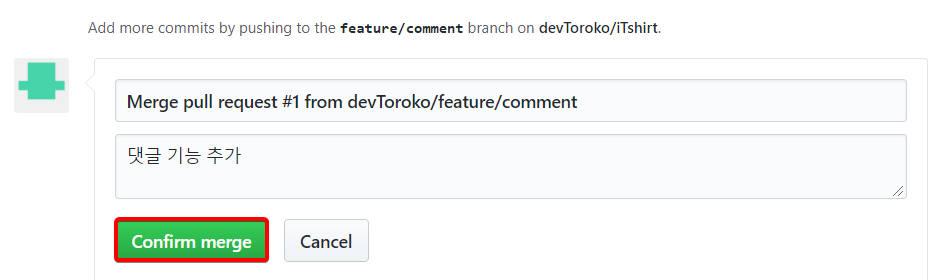 Add more commits by pushing to the feature/comment branch on devToroko/iTshirt.
Merge pull request #1 from devToroko/feature/comment
댓글 기능 추가
Confirm merge Cancel